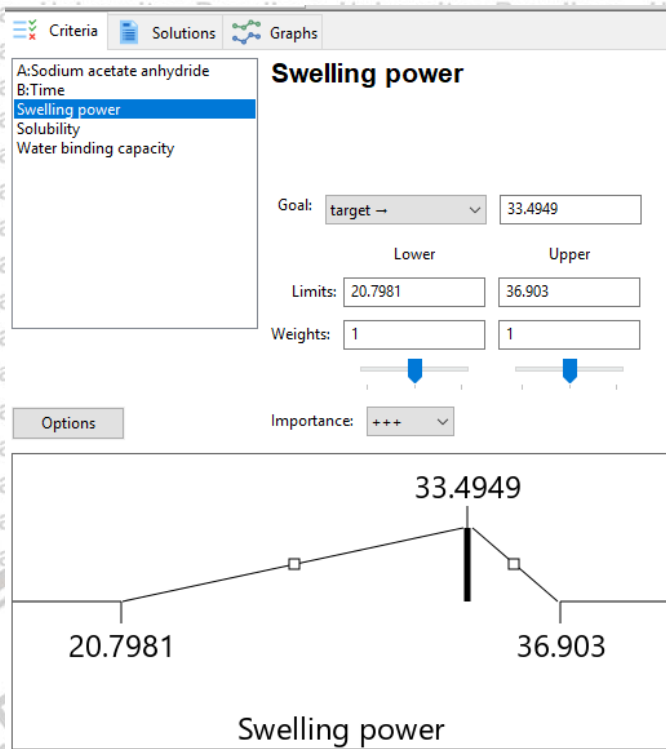 Criteria Solutions Graphs
A:Sodium acetate anhydride
B:Time
Swelling power
Solubility
Water binding capacity
Swelling power
Goal: target → 33.4949
Lower Upper
Limits: 20.7981 36.903
Weights: 1 1
Options
Importance: +++
33.4949
20.7981 36.903
Swelling power